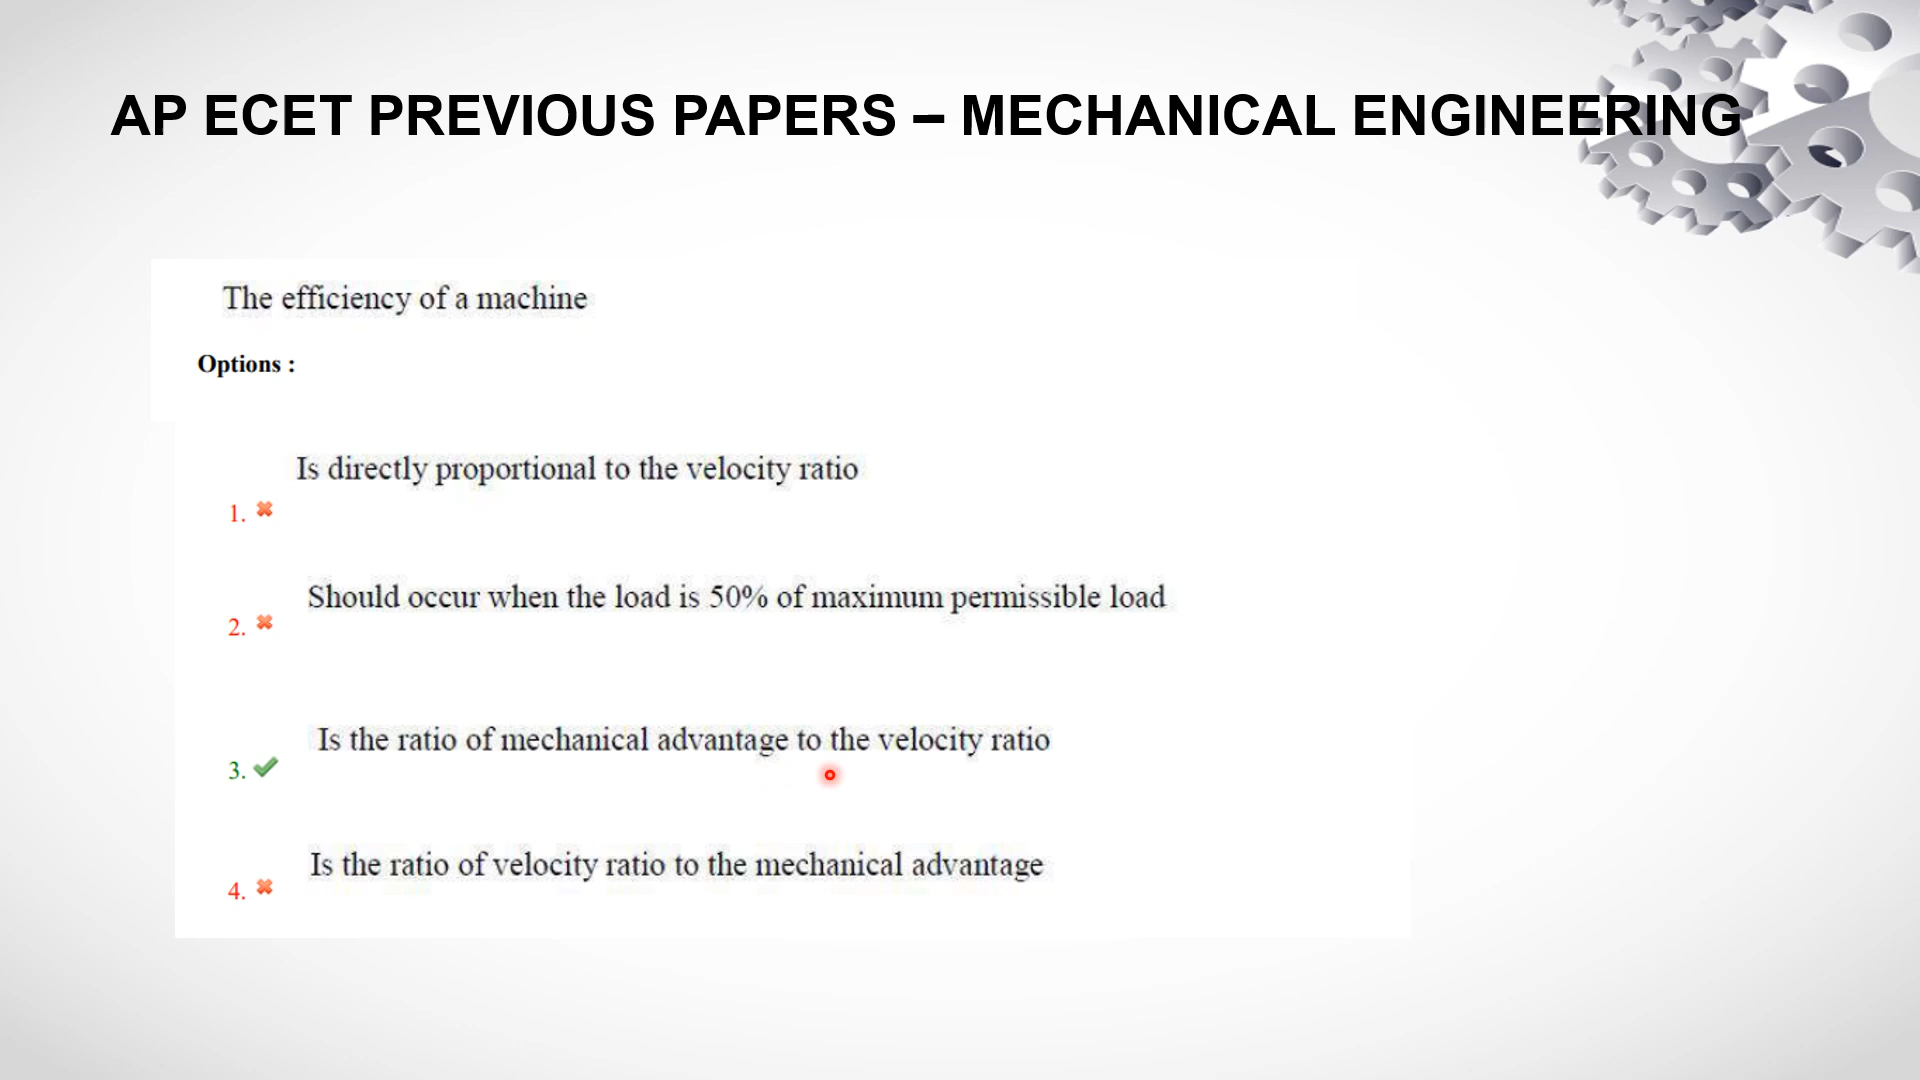 AP ECET PREVIOUS PAPERS – MECHANICAL ENGINEERING
The efficiency of a machine
Options :
Is directly proportional to the velocity ratio
1.
Should occur when the load is 50% of maximum permissible load
2.
Is the ratio of mechanical advantage to the velocity ratio
3.
Is the ratio of velocity ratio to the mechanical advantage
4.